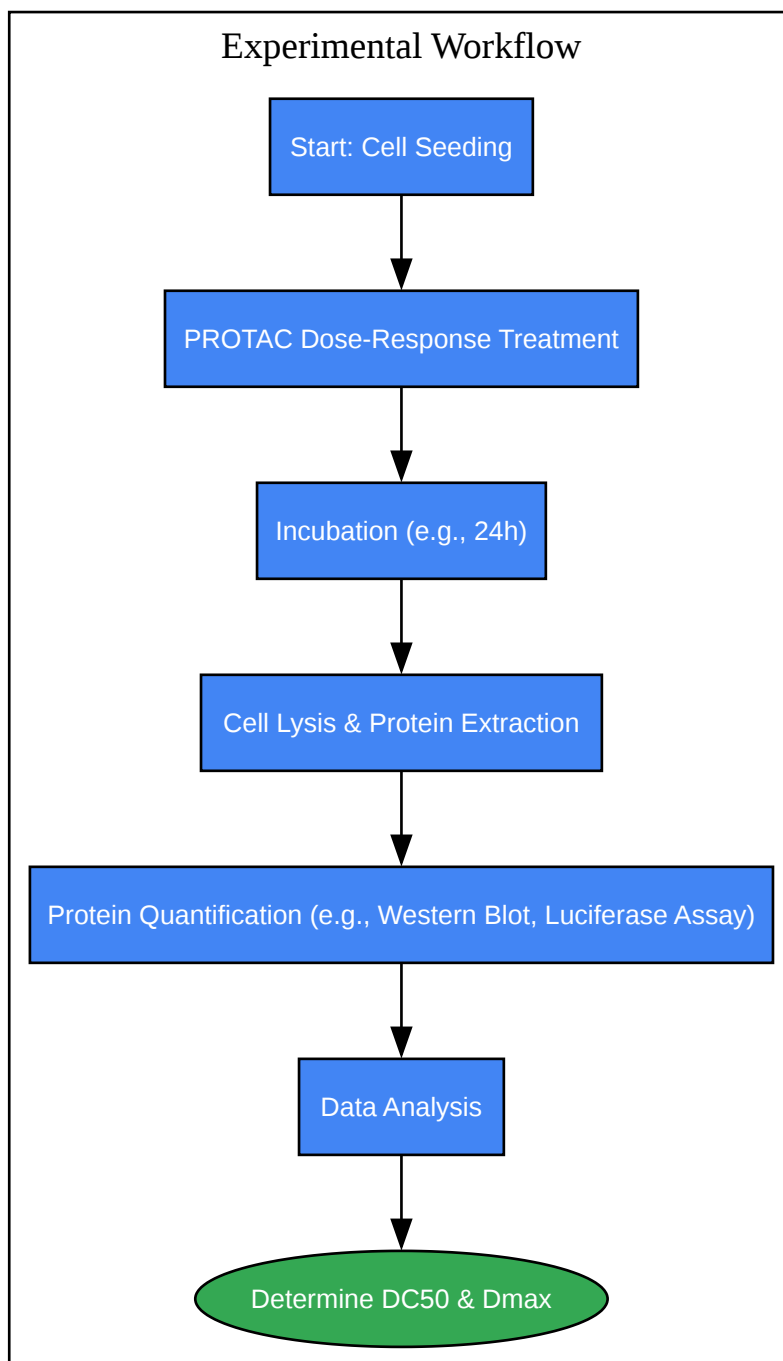 Experimental Workflow
Start: Cell Seeding
PROTAC Dose-Response Treatment
Incubation (e.g., 24h)
Cell Lysis & Protein Extraction
Protein Quantification (e.g., Western Blot, Luciferase Assay)
Data Analysis
Determine DC50 & Dmax